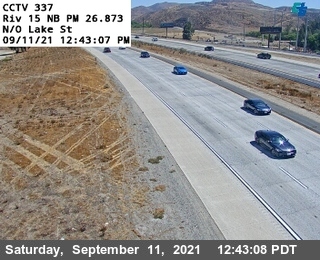 CCTV 337
Riv 15 NB PM 26.873
N/O Lake St
09/11/21 12:43:07 PM
Saturday, September 11, 2021 12:43:08 PDT